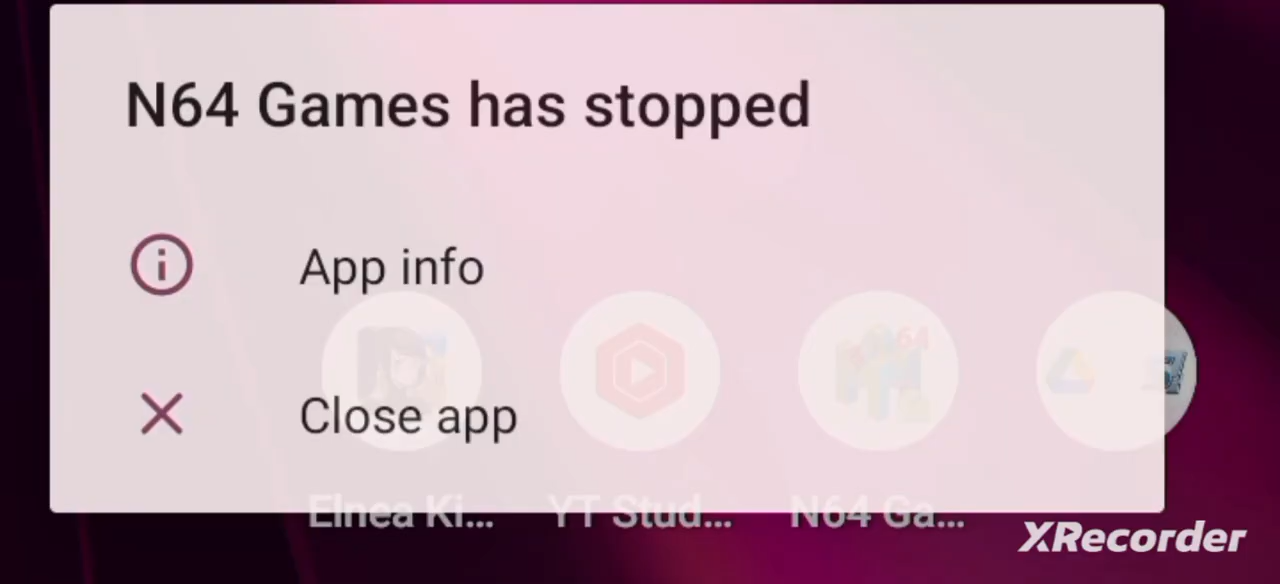 N64 Games has stopped
App info
Close app
Elnea Ki... YT Stud... N64 Ga...
XRecorder